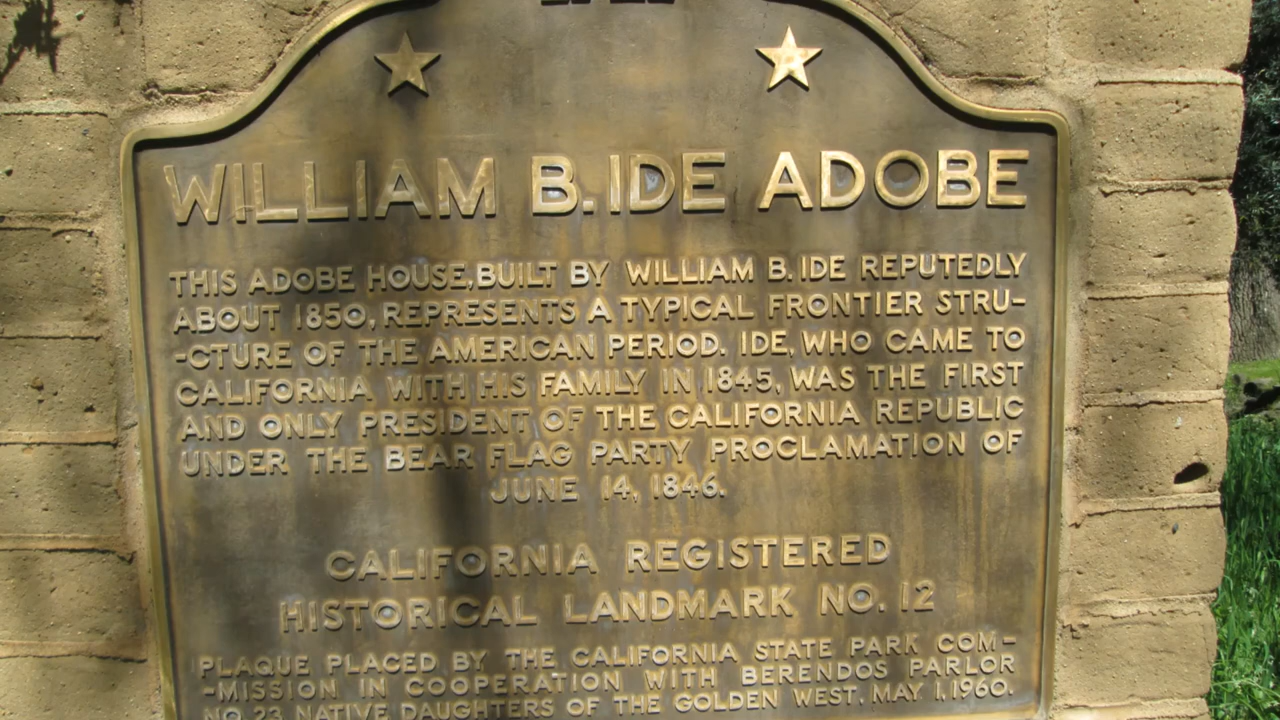 WILLIAM B. IDE ADOBE
THIS ADOBE HOUSE, BUILT BY WILLIAM B. IDE REPUTEDLY
ABOUT 1850, REPRESENTS A TYPICAL FRONTIER STRU-
-CTURE OF THE AMERICAN PERIOD. IDE, WHO CAME TO
CALIFORNIA WITH HIS FAMILY IN 1845, WAS THE FIRST
AND ONLY PRESIDENT OF THE CALIFORNIA REPUBLIC
UNDER THE BEAR FLAG PARTY PROCLAMATION OF
JUNE 14, 1846.
CALIFORNIA REGISTERED
HISTORICAL LANDMARK NO. 12
PLAQUE PLACED BY THE CALIFORNIA STATE PARK COM-
-MISSION IN COOPERATION WITH BERENDOS PARLOR
NO. 23 NATIVE DAUGHTERS OF THE GOLDEN WEST, MAY 1, 1960.